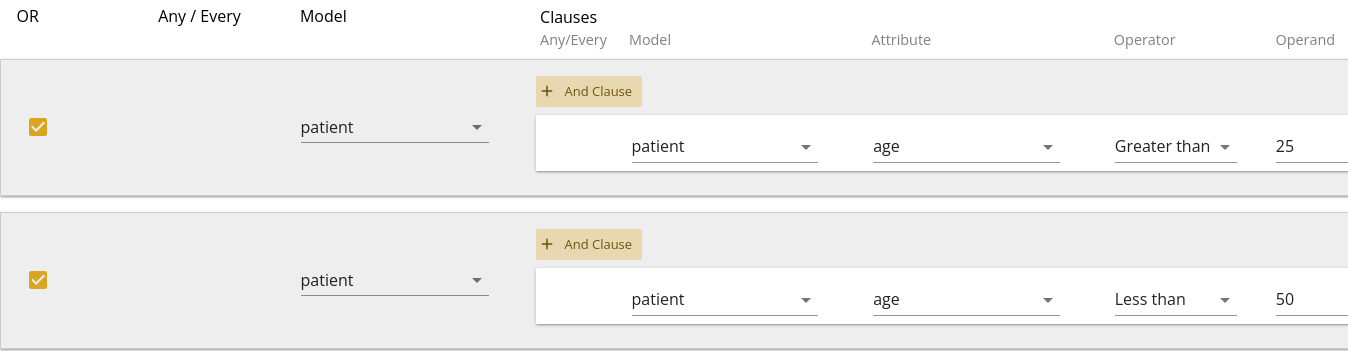 OR Any / Every Model Clauses
Any/Every Model Attribute Operator Operand
+ And Clause
patient patient age Greater than 25
+ And Clause
patient patient age Less than 50